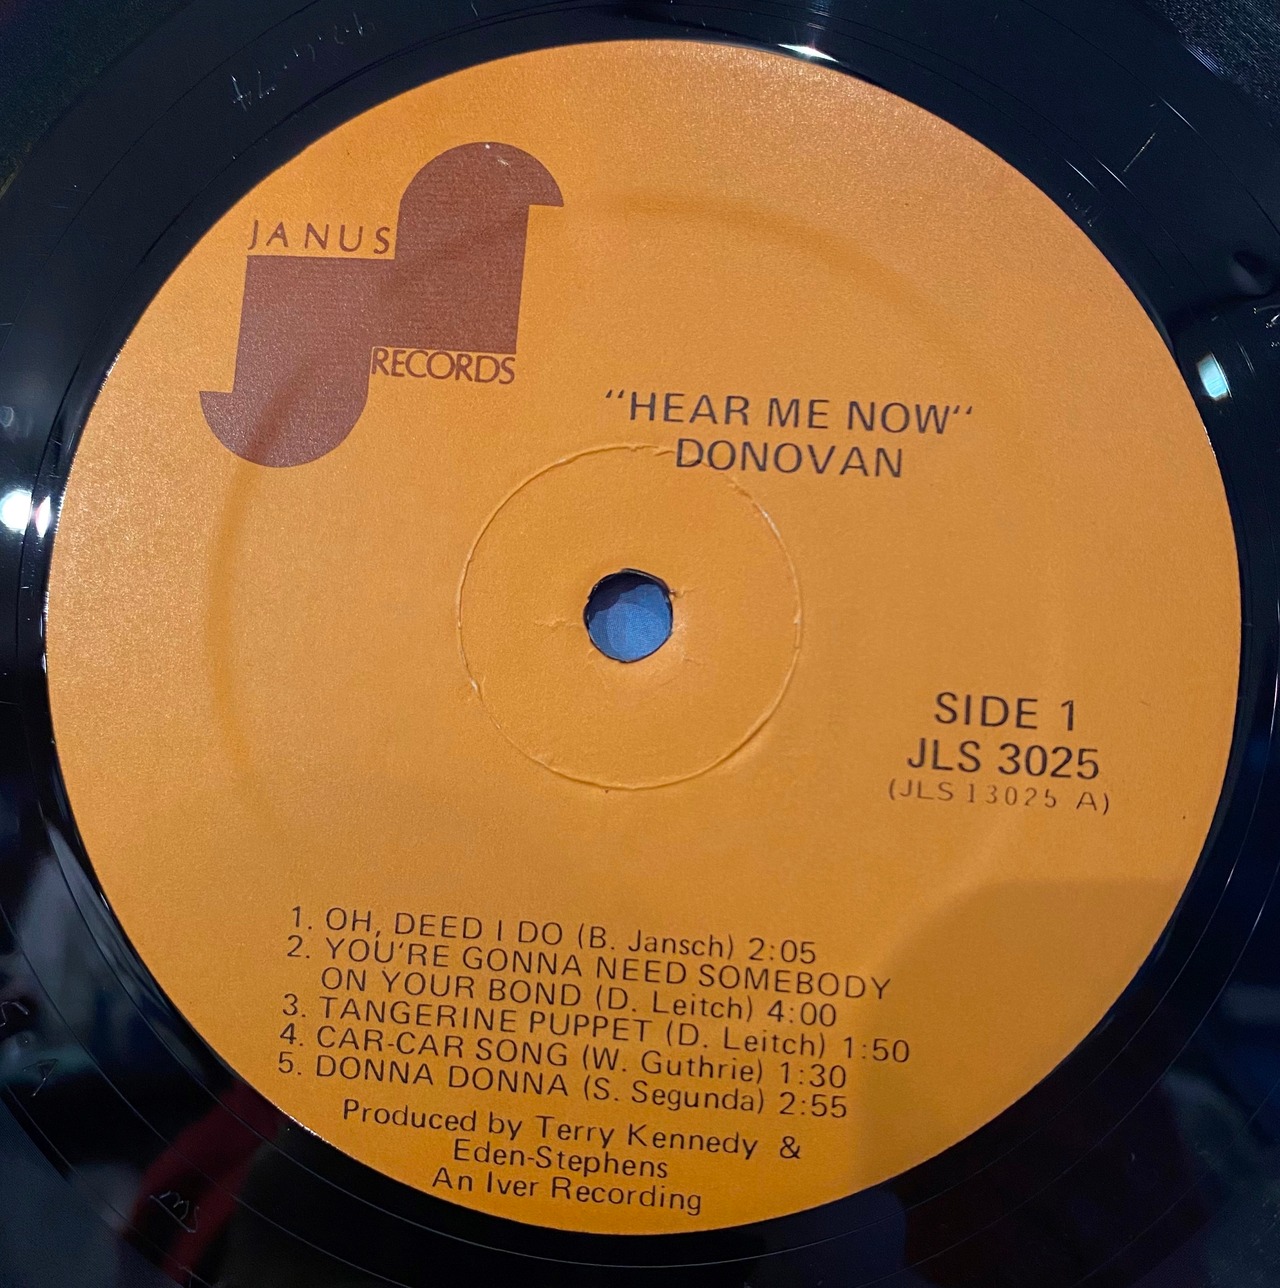 JANUS
RECORDS
"HEAR ME NOW"
DONOVAN
SIDE 1
JLS 3025
(JLS 13025 A)
1. OH, DEED I DO (B. Jansch) 2:05
2. YOU'RE GONNA NEED SOMEBODY
ON YOUR BOND (D. Leitch) 4:00
3. TANGERINE PUPPET (D. Leitch) 1:50
4. CAR-CAR SONG (W. Guthrie) 1:30
5. DONNA DONNA (S. Segunda) 2:55
Produced by Terry Kennedy &
Eden-Stephens
An Iver Recording